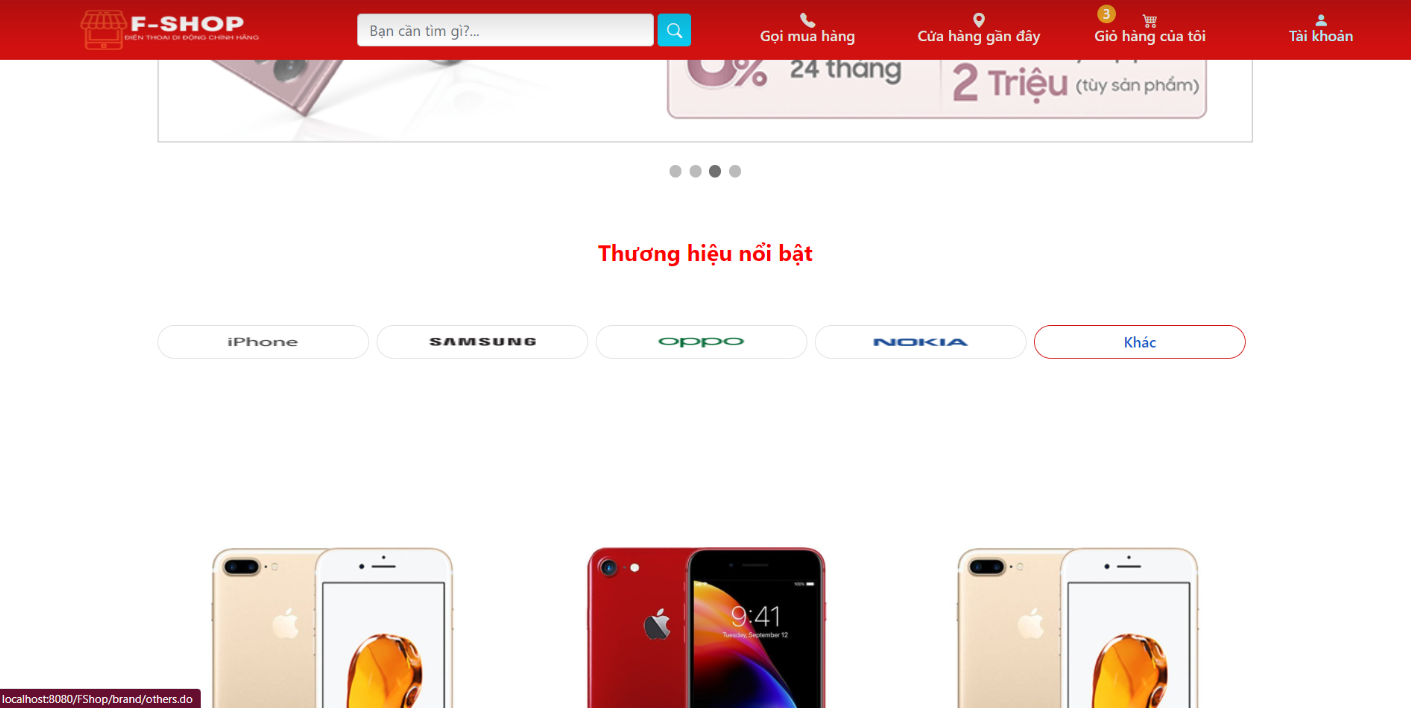 F-SHOP
ĐIỆN THOẠI DI ĐỘNG CHÍNH HÃNG
Bạn cần tìm gì?...
Gọi mua hàng
Cửa hàng gần đây
3
Giỏ hàng của tôi
Tài khoản
0%
24 tháng
2 Triệu (tùy sản phẩm)
Thương hiệu nổi bật
iPhone
SAMSUNG
oppo
NOKIA
Khác
9:41
Tuesday, September 12
localhost:8080/FShop/brand/others.do